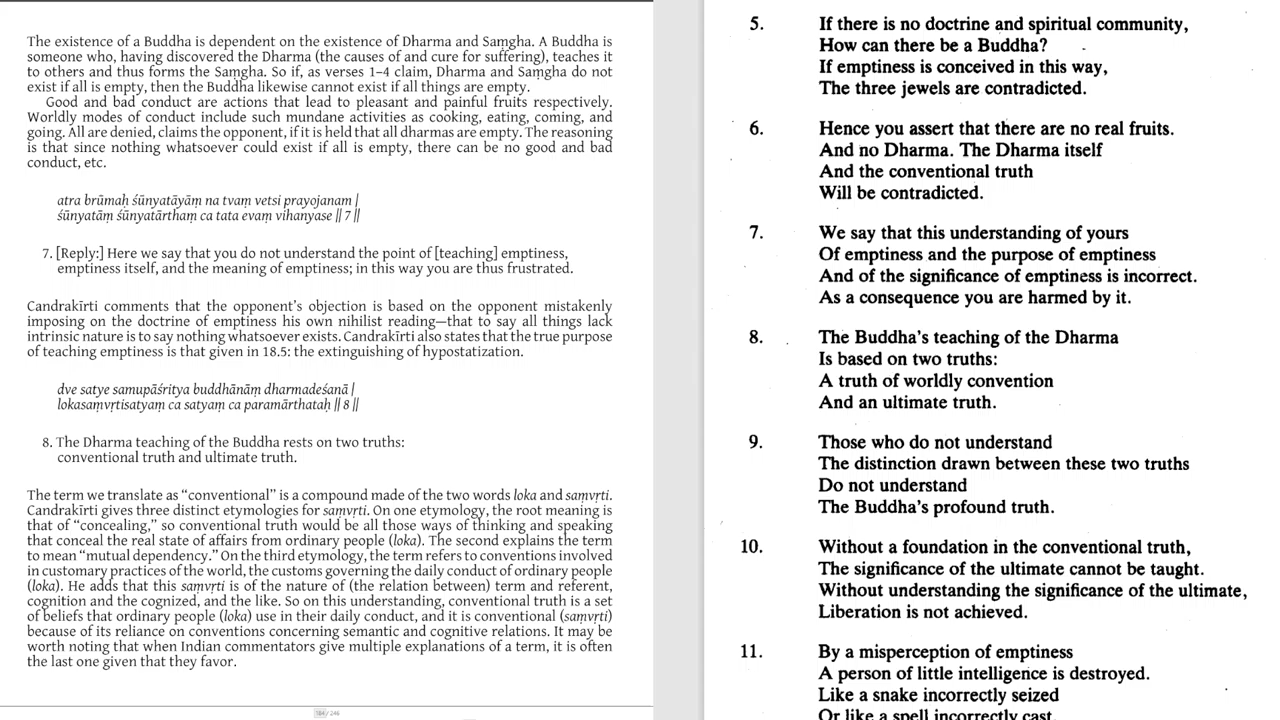 The existence of a Buddha is dependent on the existence of Dharma and Saṃgha. A Buddha is
someone who, having discovered the Dharma (the causes of and cure for suffering), teaches it
to others and thus forms the Saṃgha. So if, as verses 1–4 claim, Dharma and Saṃgha do not
exist if all is empty, then the Buddha likewise cannot exist if all things are empty.
Good and bad conduct are actions that lead to pleasant and painful fruits respectively.
Worldly modes of conduct include such mundane activities as cooking, eating, coming, and
going. All are denied, claims the opponent, if it is held that all dharmas are empty. The reasoning
is that since nothing whatsoever could exist if all is empty, there can be no good and bad
conduct, etc.
atra brūmaḥ śūnyatāyāṃ na tvaṃ vetsi prayojanam |
śūnyatāṃ śūnyatārthaṃ ca tata evaṃ vihanyase || 7 ||
7. [Reply:] Here we say that you do not understand the point of [teaching] emptiness,
emptiness itself, and the meaning of emptiness; in this way you are thus frustrated.
Candrakīrti comments that the opponent’s objection is based on the opponent mistakenly
imposing on the doctrine of emptiness his own nihilist reading—that to say all things lack
intrinsic nature is to say nothing whatsoever exists. Candrakīrti also states that the true purpose
of teaching emptiness is that given in 18.5: the extinguishing of hypostatization.
dve satye samupāśritya buddhānāṃ dharmadeśanā |
lokasaṃvṛtisatyaṃ ca satyaṃ ca paramārthataḥ || 8 ||
8. The Dharma teaching of the Buddha rests on two truths:
conventional truth and ultimate truth.
The term we translate as “conventional” is a compound made of the two words loka and saṃvṛti.
Candrakīrti gives three distinct etymologies for saṃvṛti. On one etymology, the root meaning is
that of “concealing,” so conventional truth would be all those ways of thinking and speaking
that conceal the real state of affairs from ordinary people (loka). The second explains the term
to mean “mutual dependency.” On the third etymology, the term refers to conventions involved
in customary practices of the world, the customs governing the daily conduct of ordinary people
(loka). He adds that this saṃvṛti is of the nature of (the relation between) term and referent,
cognition and the cognized, and the like. So on this understanding, conventional truth is a set
of beliefs that ordinary people (loka) use in their daily conduct, and it is conventional (saṃvṛti)
because of its reliance on conventions concerning semantic and cognitive relations. It may be
worth noting that when Indian commentators give multiple explanations of a term, it is often
the last one given that they favor.
184 / 246
5. If there is no doctrine and spiritual community,
How can there be a Buddha?
If emptiness is conceived in this way,
The three jewels are contradicted.
6. Hence you assert that there are no real fruits.
And no Dharma. The Dharma itself
And the conventional truth
Will be contradicted.
7. We say that this understanding of yours
Of emptiness and the purpose of emptiness
And of the significance of emptiness is incorrect.
As a consequence you are harmed by it.
8. The Buddha’s teaching of the Dharma
Is based on two truths:
A truth of worldly convention
And an ultimate truth.
9. Those who do not understand
The distinction drawn between these two truths
Do not understand
The Buddha’s profound truth.
10. Without a foundation in the conventional truth,
The significance of the ultimate cannot be taught.
Without understanding the significance of the ultimate,
Liberation is not achieved.
11. By a misperception of emptiness
A person of little intelligence is destroyed.
Like a snake incorrectly seized
Or like a spell incorrectly cast.